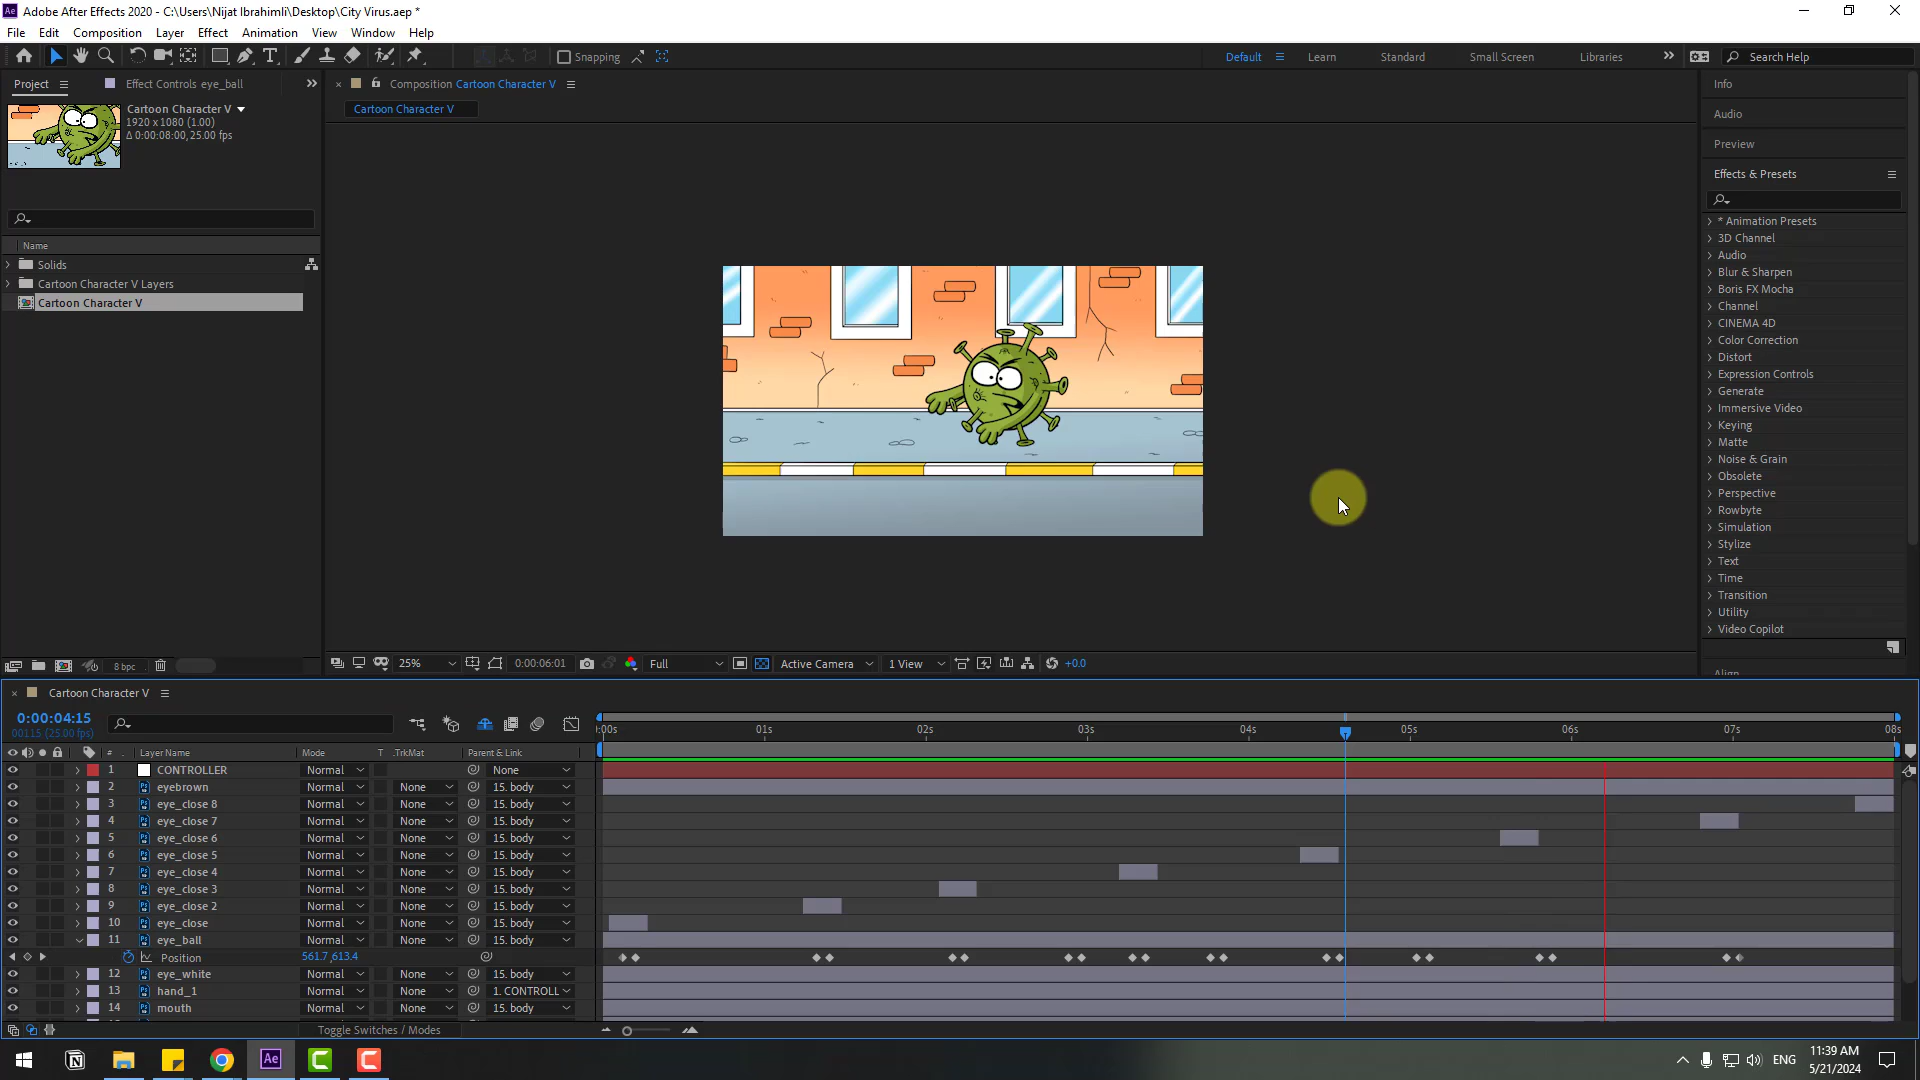 Ae Adobe After Effects 2020 - C:\Users\Nijat Ibrahimli\Desktop\City Virus.aep *
File Edit Composition Layer Effect Animation View Window Help
Snapping Default Learn Standard Small Screen Libraries Search Help
Project Effect Controls eye_ball
Cartoon Character V
1920 x 1080 (1.00)
Δ 0:00:08:00, 25.00 fps
Name
Solids
Cartoon Character V Layers
Cartoon Character V
8 bpc
Composition Cartoon Character V
Cartoon Character V
25% 0:00:06:01 Full Active Camera 1 View +0.0
Info
Audio
Preview
Effects & Presets
* Animation Presets
3D Channel
Audio
Blur & Sharpen
Boris FX Mocha
Channel
CINEMA 4D
Color Correction
Distort
Expression Controls
Generate
Immersive Video
Keying
Matte
Noise & Grain
Obsolete
Perspective
Rowbyte
Simulation
Stylize
Text
Time
Transition
Utility
Video Copilot
Align
Cartoon Character V
0:00:04:15
00115 (25.00 fps)
:00s 01s 02s 03s 04s 05s 06s 07s 08s
# Layer Name Mode T .TrkMat Parent & Link
1 CONTROLLER Normal None
2 eyebrown Normal None 15. body
3 eye_close 8 Normal None 15. body
4 eye_close 7 Normal None 15. body
5 eye_close 6 Normal None 15. body
6 eye_close 5 Normal None 15. body
7 eye_close 4 Normal None 15. body
8 eye_close 3 Normal None 15. body
9 eye_close 2 Normal None 15. body
10 eye_close Normal None 15. body
11 eye_ball Normal None 15. body
Position 561.7,613.4
12 eye_white Normal None 15. body
13 hand_1 Normal None 1. CONTROLL
14 mouth Normal None 15. body
Toggle Switches / Modes
Ae ENG 11:39 AM
5/21/2024